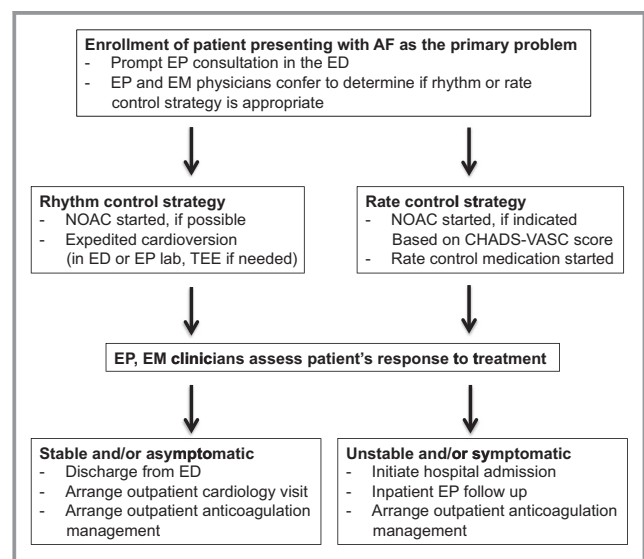 Enrollment of patient presenting with AF as the primary problem
- Prompt EP consultation in the ED
- EP and EM physicians confer to determine if rhythm or rate
control strategy is appropriate
Rhythm control strategy
- NOAC started, if possible
- Expedited cardioversion
(in ED or EP lab, TEE if needed)
Rate control strategy
- NOAC started, if indicated
Based on CHADS-VASC score
- Rate control medication started
EP, EM clinicians assess patient's response to treatment
Stable and/or asymptomatic
- Discharge from ED
- Arrange outpatient cardiology visit
- Arrange outpatient anticoagulation
management
Unstable and/or symptomatic
- Initiate hospital admission
- Inpatient EP follow up
- Arrange outpatient anticoagulation
management